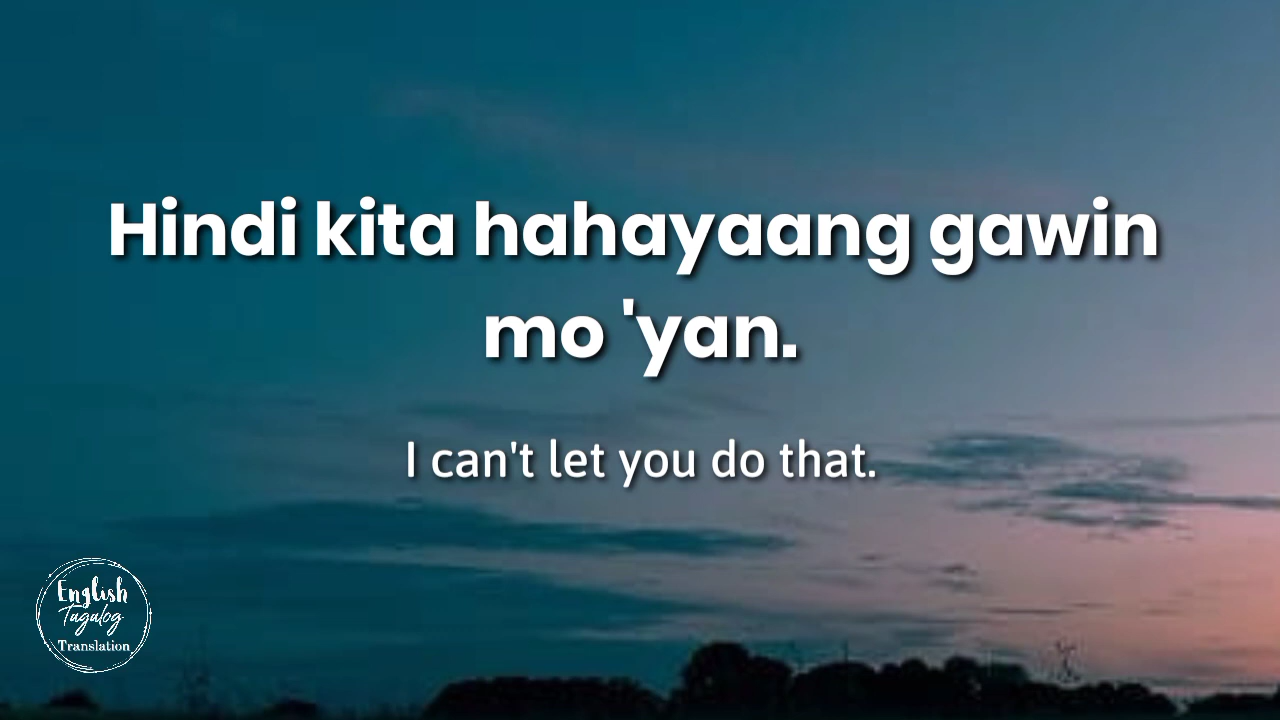 Hindi kita hahayaang gawin
mo 'yan.
I can't let you do that.
English
Tagalog
Translation